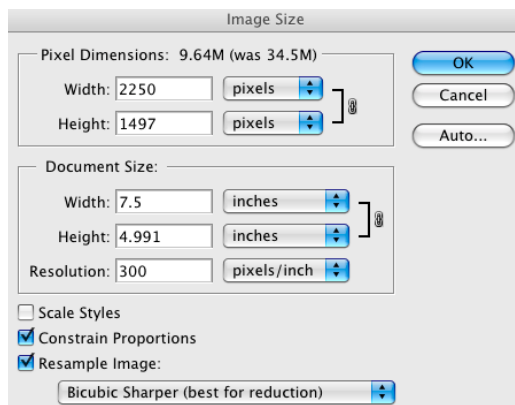 Image Size
Pixel Dimensions: 9.64M (was 34.5M)
OK
Width: 2250 pixels
Cancel
Height: 1497 pixels
Auto...
Document Size:
Width: 7.5 inches
Height: 4.991 inches
Resolution: 300 pixels/inch
Scale Styles
Constrain Proportions
Resample Image:
Bicubic Sharper (best for reduction)